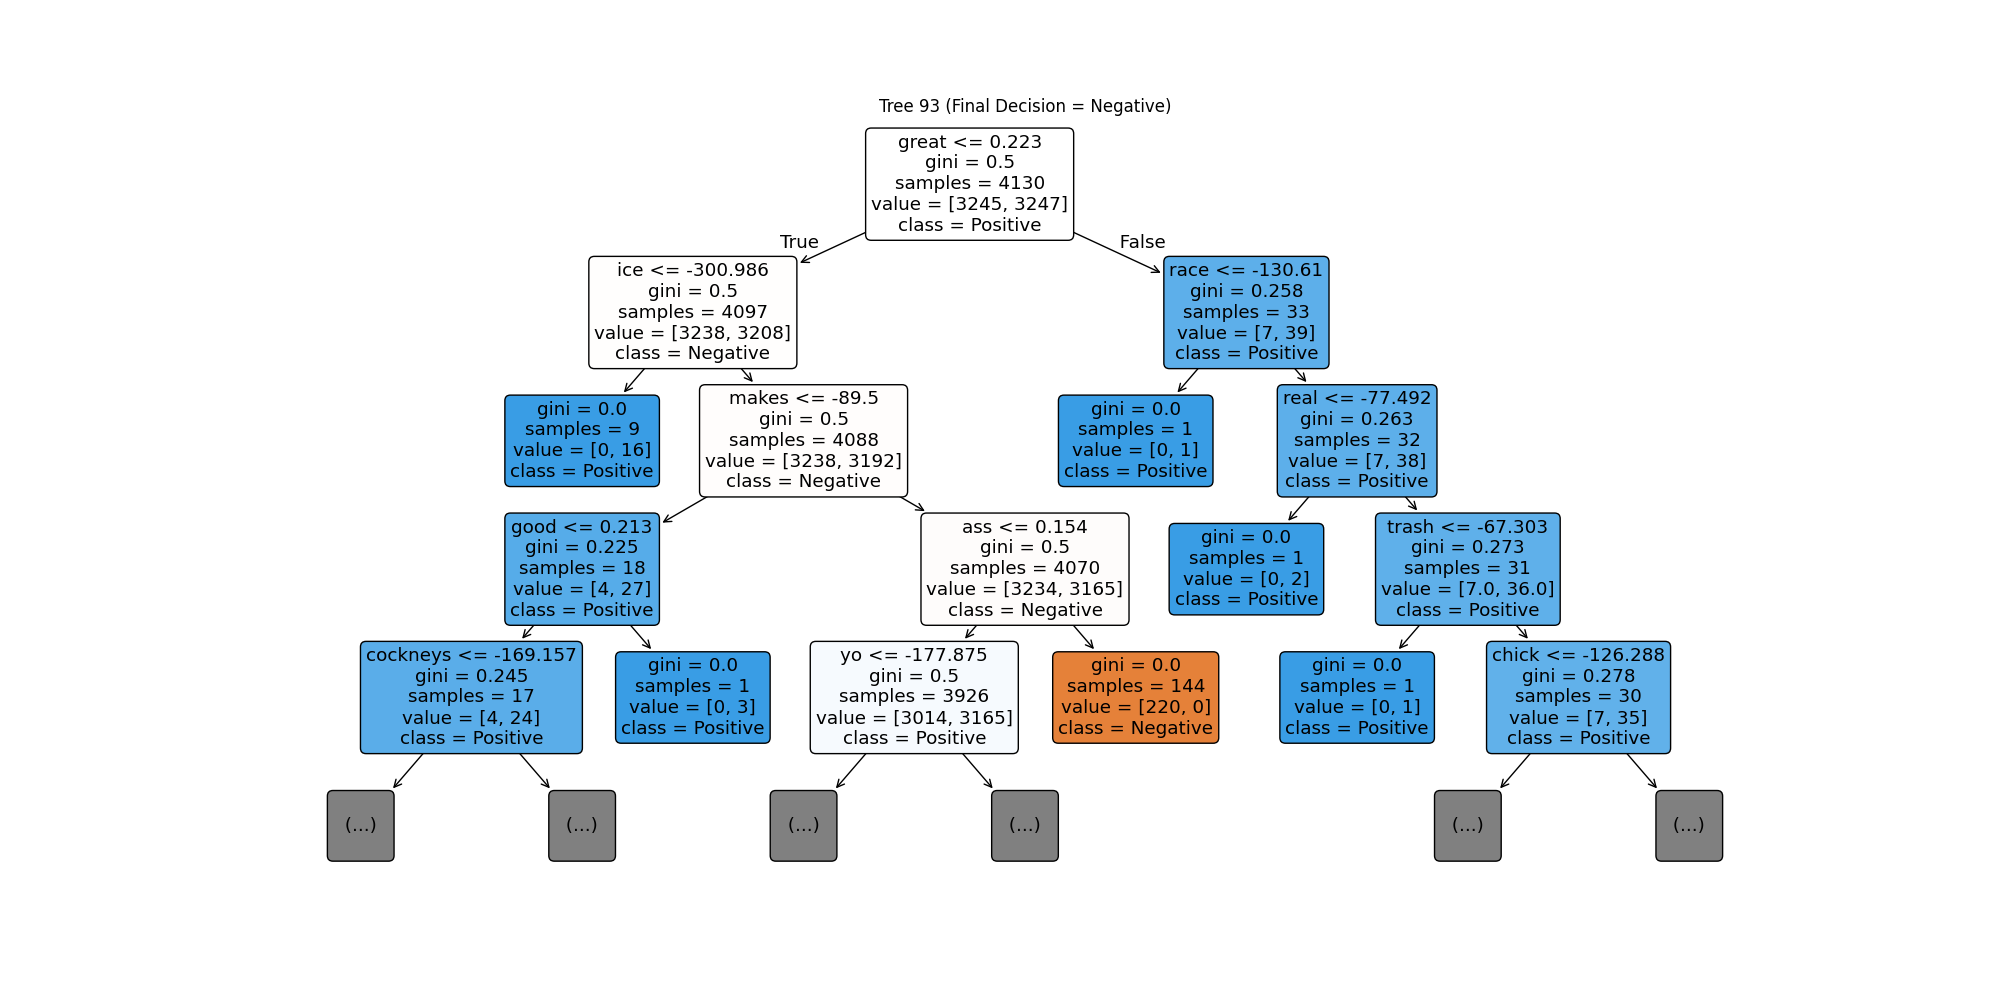 Tree 93 (Final Decision = Negative)
great <= 0.223
gini = 0.5
samples = 4130
value = [3245, 3247]
class = Positive
True
False
ice <= -300.986
gini = 0.5
samples = 4097
value = [3238, 3208]
class = Negative
race <= -130.61
gini = 0.258
samples = 33
value = [7, 39]
class = Positive
gini = 0.0
samples = 9
value = [0, 16]
class = Positive
makes <= -89.5
gini = 0.5
samples = 4088
value = [3238, 3192]
class = Negative
gini = 0.0
samples = 1
value = [0, 1]
class = Positive
real <= -77.492
gini = 0.263
samples = 32
value = [7, 38]
class = Positive
good <= 0.213
gini = 0.225
samples = 18
value = [4, 27]
class = Positive
ass <= 0.154
gini = 0.5
samples = 4070
value = [3234, 3165]
class = Negative
gini = 0.0
samples = 1
value = [0, 2]
class = Positive
trash <= -67.303
gini = 0.273
samples = 31
value = [7.0, 36.0]
class = Positive
cockneys <= -169.157
gini = 0.245
samples = 17
value = [4, 24]
class = Positive
gini = 0.0
samples = 1
value = [0, 3]
class = Positive
yo <= -177.875
gini = 0.5
samples = 3926
value = [3014, 3165]
class = Positive
gini = 0.0
samples = 144
value = [220, 0]
class = Negative
gini = 0.0
samples = 1
value = [0, 1]
class = Positive
chick <= -126.288
gini = 0.278
samples = 30
value = [7, 35]
class = Positive
(...)
(...)
(...)
(...)
(...)
(...)